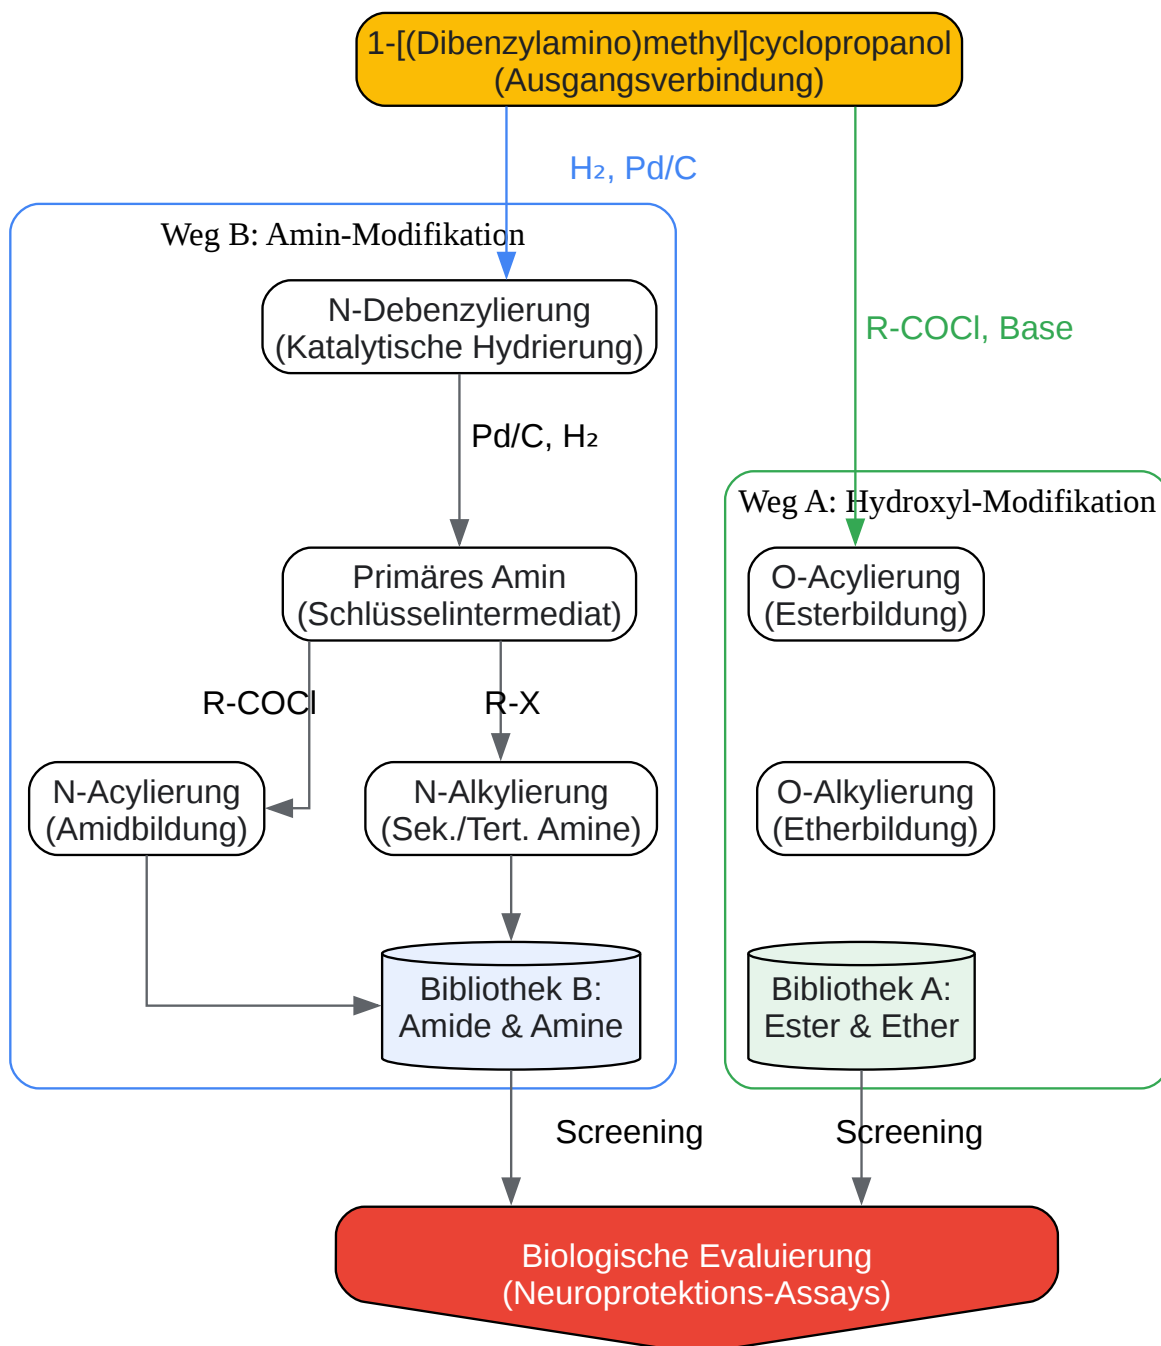 1-[(Dibenzylamino)methyl]cyclopropanol
(Ausgangsverbindung)
H₂, Pd/C
Weg B: Amin-Modifikation
N-Debenzylierung
(Katalytische Hydrierung)
R-COCl, Base
Pd/C, H₂
Weg A: Hydroxyl-Modifikation
Primäres Amin
(Schlüsselintermediat)
O-Acylierung
(Esterbildung)
R-COCl
R-X
N-Acylierung
(Amidbildung)
N-Alkylierung
(Sek./Tert. Amine)
O-Alkylierung
(Etherbildung)
Bibliothek B:
Amide & Amine
Bibliothek A:
Ester & Ether
Screening
Screening
Biologische Evaluierung
(Neuroprotektions-Assays)